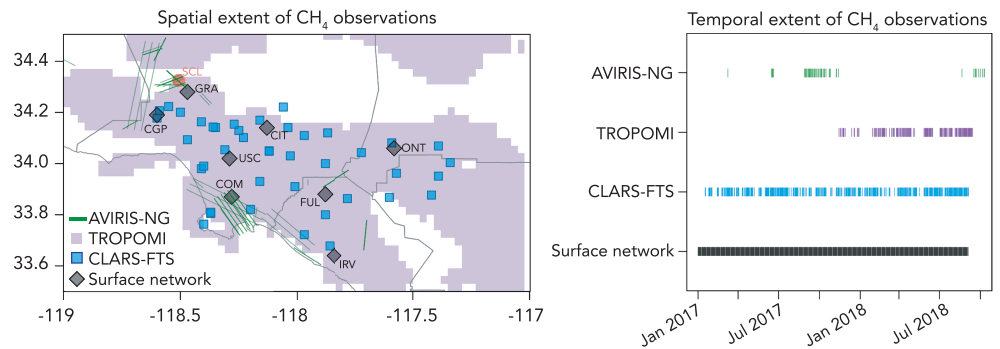 Spatial extent of CH4 observations
34.4
34.2
34.0
33.8
33.6
-119
-118.5
-118
-117.5
-117
SCL
GRA
CGP
CIT
USC
ONT
COM
FUL
IRV
AVIRIS-NG
TROPOMI
CLARS-FTS
Surface network
Temporal extent of CH4 observations
AVIRIS-NG
TROPOMI
CLARS-FTS
Surface network
Jan 2017
Jul 2017
Jan 2018
Jul 2018